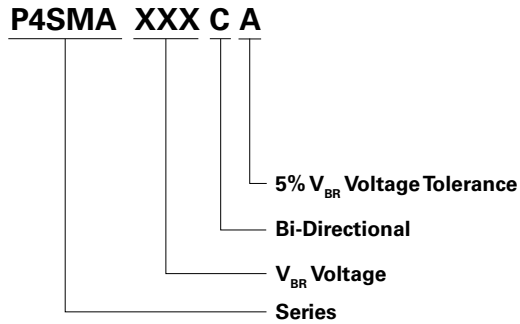 P4SMA XXX C A
5% VBR Voltage Tolerance
Bi-Directional
VBR Voltage
Series